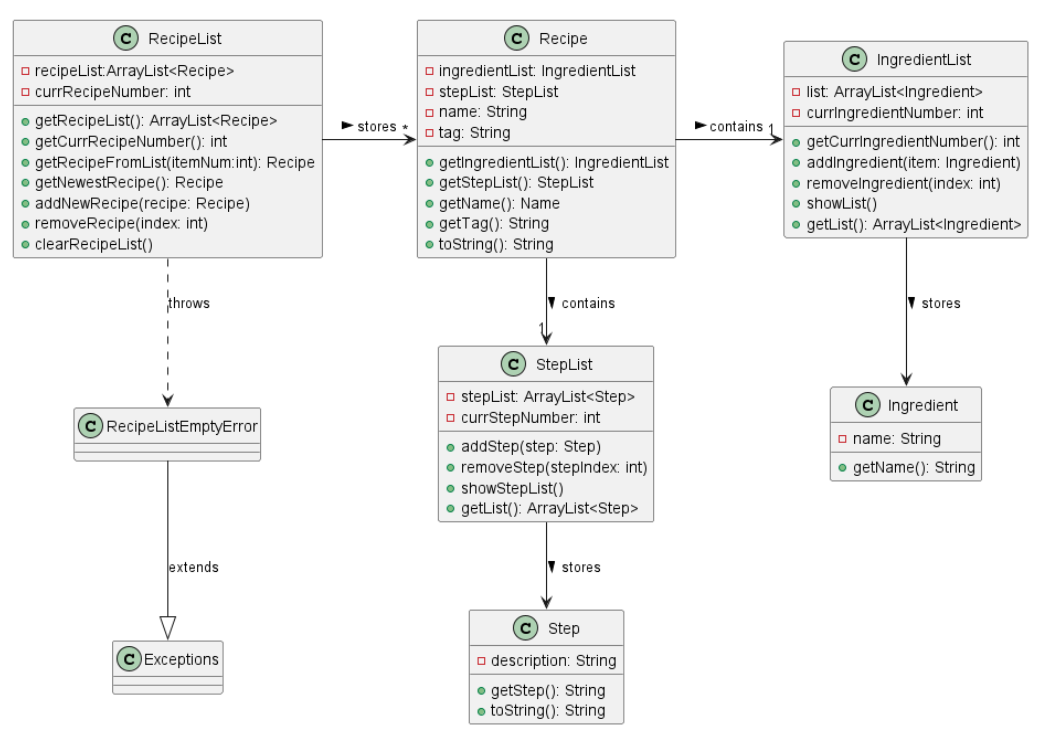 C RecipeList
recipeList:ArrayList<Recipe>
currRecipeNumber: int
getRecipeList(): ArrayList<Recipe>
getCurrRecipeNumber(): int
getRecipeFromList(itemNum:int): Recipe
getNewestRecipe(): Recipe
addNewRecipe(recipe: Recipe)
removeRecipe(index: int)
clearRecipeList()
stores *
C Recipe
ingredientList: IngredientList
stepList: StepList
name: String
tag: String
getIngredientList(): IngredientList
getStepList(): StepList
getName(): Name
getTag(): String
toString(): String
contains 1
C IngredientList
list: ArrayList<Ingredient>
currIngredientNumber: int
getCurrIngredientNumber(): int
addIngredient(item: Ingredient)
removeIngredient(index: int)
showList()
getList(): ArrayList<Ingredient>
throws
contains
1
stores
C RecipeListEmptyError
C StepList
stepList: ArrayList<Step>
currStepNumber: int
addStep(step: Step)
removeStep(stepIndex: int)
showStepList()
getList(): ArrayList<Step>
C Ingredient
name: String
getName(): String
extends
stores
C Exceptions
C Step
description: String
getStep(): String
toString(): String